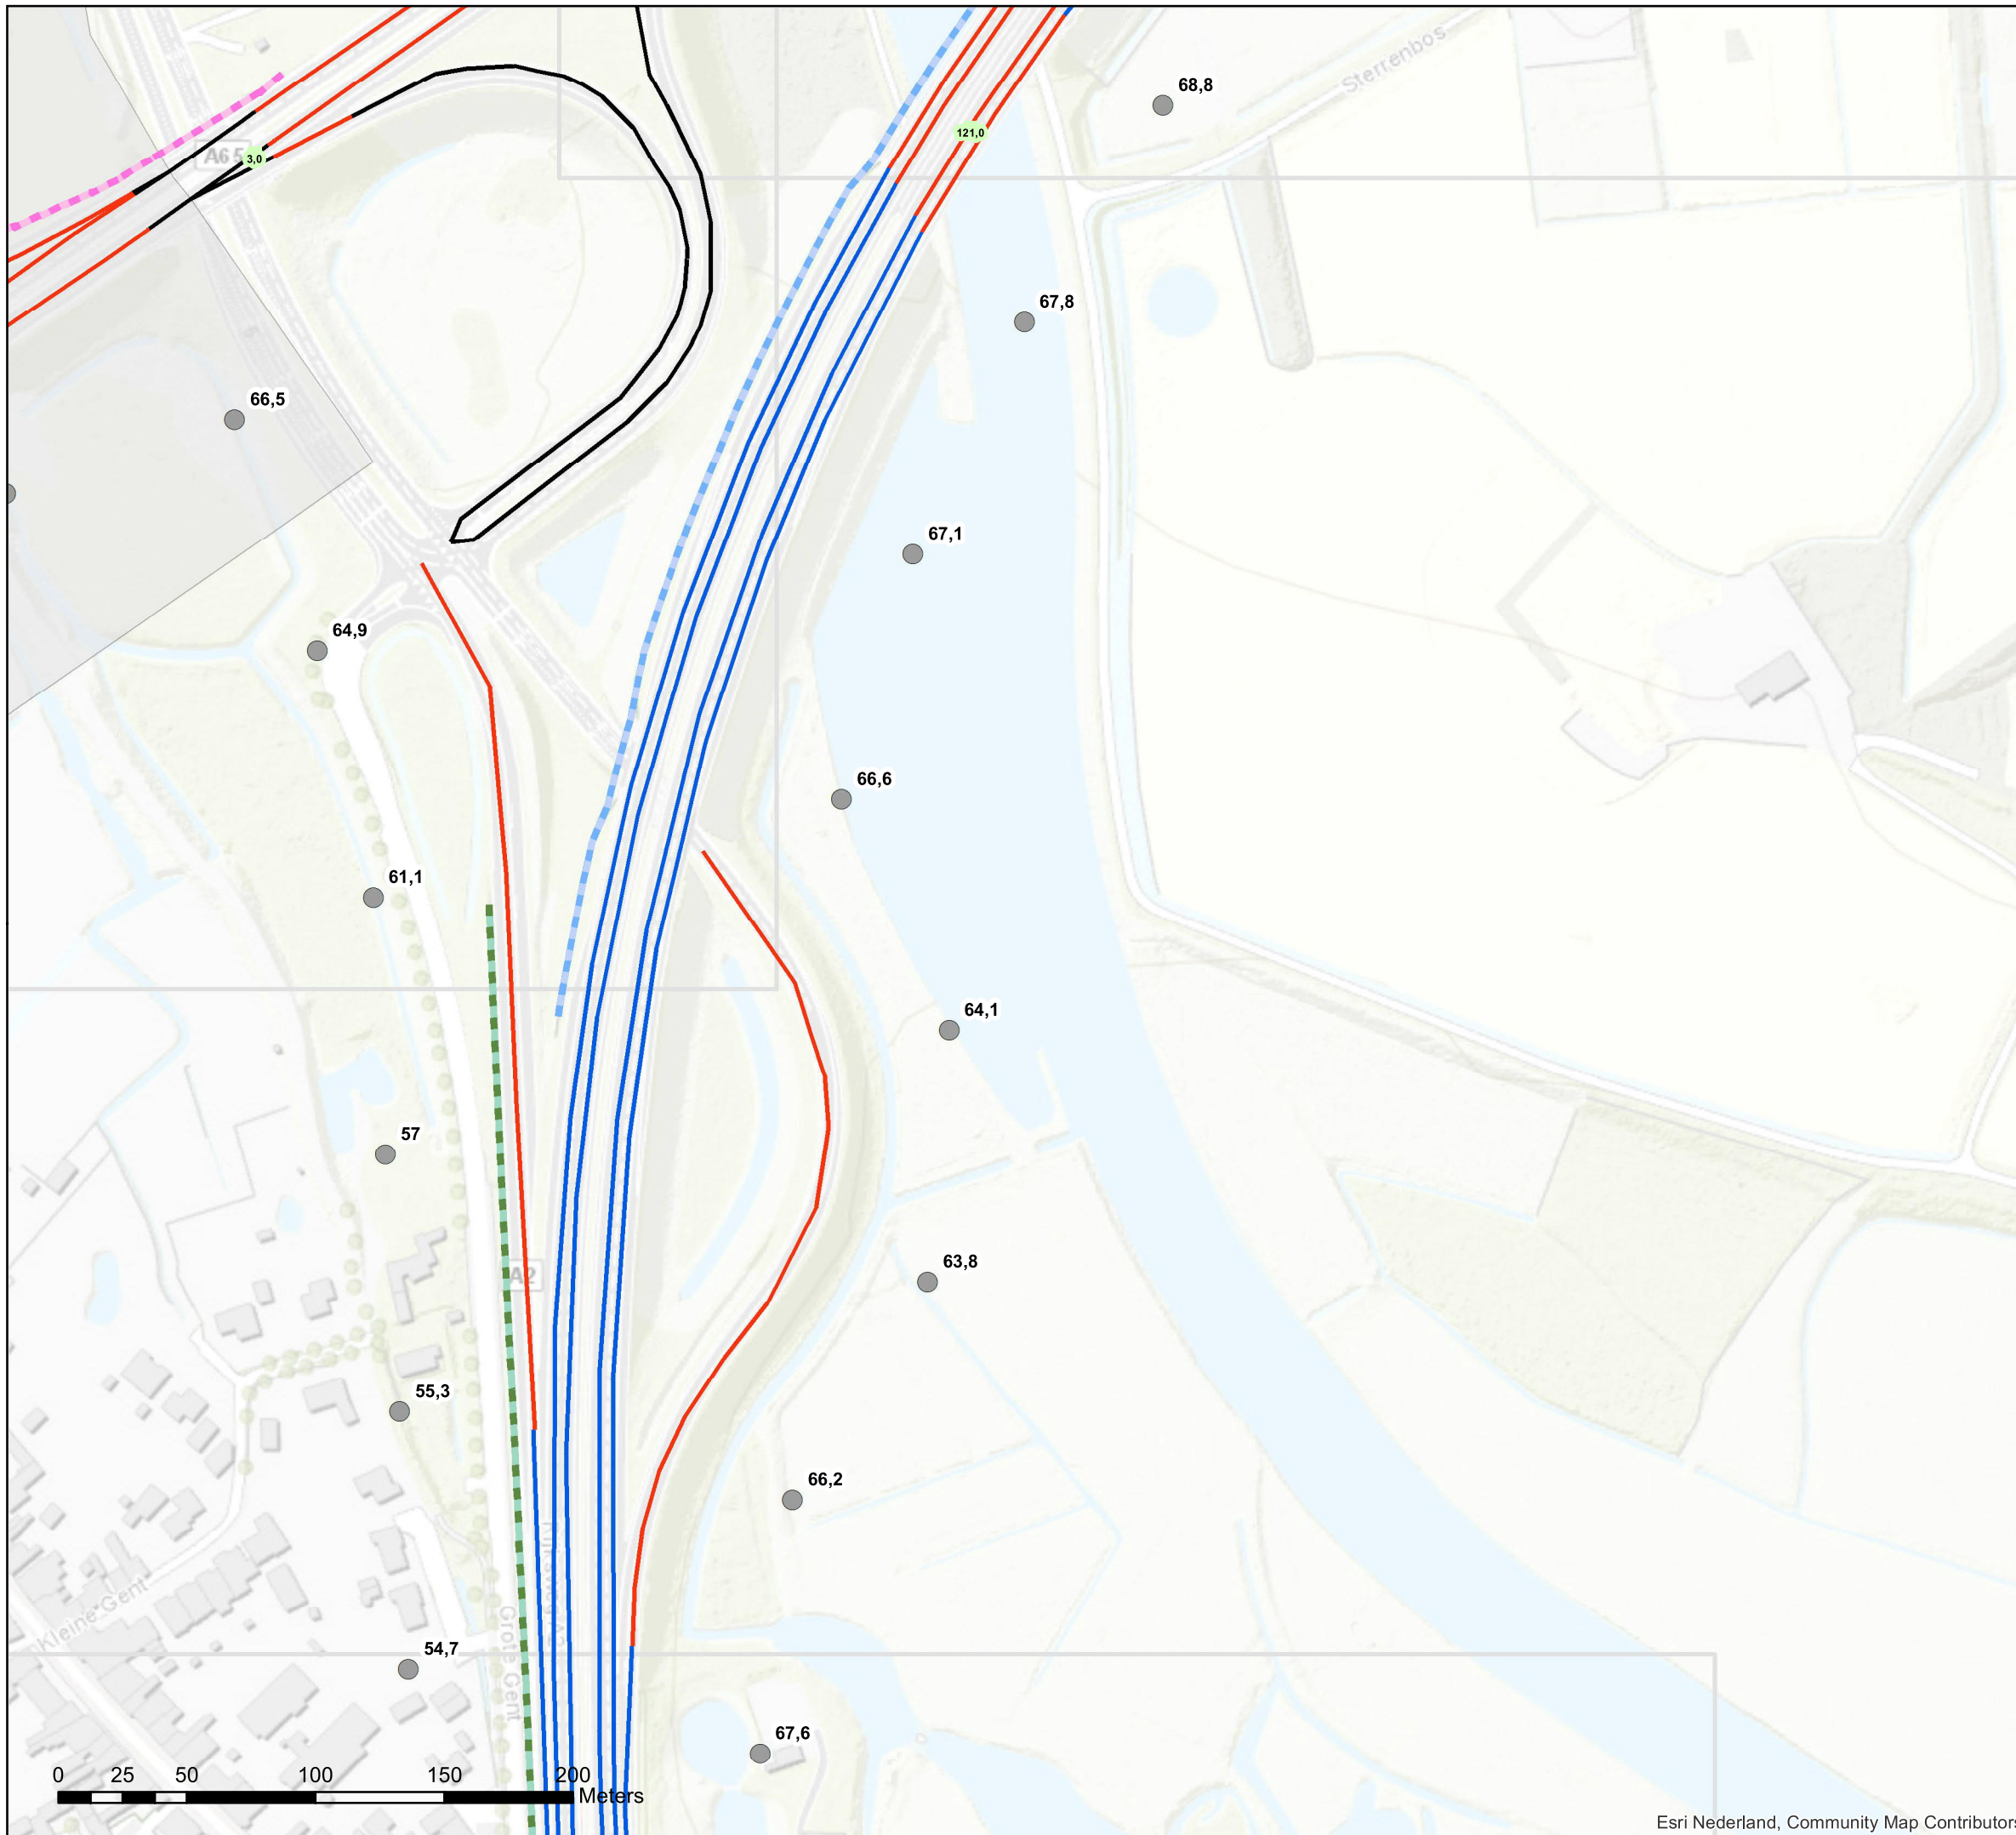 68,8
Sterrenbos
121,0
A65
3,0
67,8
66,5
67,1
64,9
66,6
61,1
64,1
57
A2
63,8
55,3
66,2
Kleine Gent
Grote Gent
54,7
67,6
0 25 50 100 150 200
Meters
Esri Nederland, Community Map Contributors